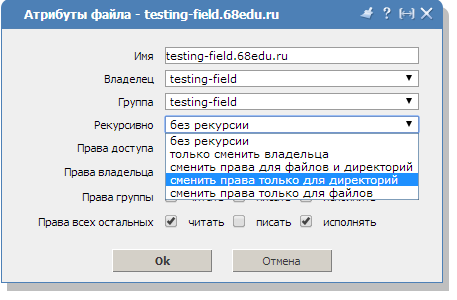 Атрибуты файла - testing-field.68edu.ru
Имя testing-field.68edu.ru
Владелец testing-field
Группа testing-field
Рекурсивно без рекурсии
без рекурсии
Права доступа
только сменить владельца
сменить права для файлов и директорий
Права владельца
сменить права только для директорий
сменить права только для файлов
Права группы
Права всех остальных читать писать исполнять
Ok Отмена